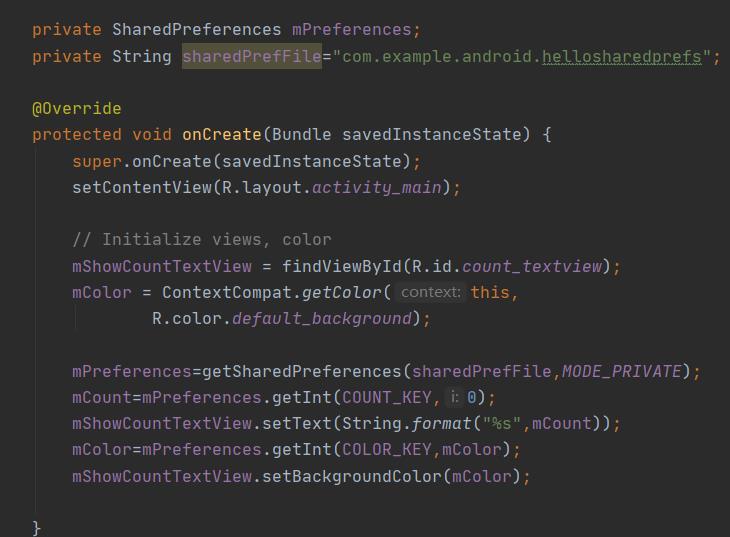 private SharedPreferences mPreferences;
private String sharedPrefFile="com.example.android.hellosharedprefs";
@Override
protected void onCreate(Bundle savedInstanceState) {
super.onCreate(savedInstanceState);
setContentView(R.layout.activity_main);
// Initialize views, color
mShowCountTextView = findViewById(R.id.count_textview);
mColor = ContextCompat.getColor( context: this,
R.color.default_background);
mPreferences=getSharedPreferences(sharedPrefFile,MODE_PRIVATE);
mCount=mPreferences.getInt(COUNT_KEY, i: 0);
mShowCountTextView.setText(String.format("%s",mCount));
mColor=mPreferences.getInt(COLOR_KEY,mColor);
mShowCountTextView.setBackgroundColor(mColor);
}